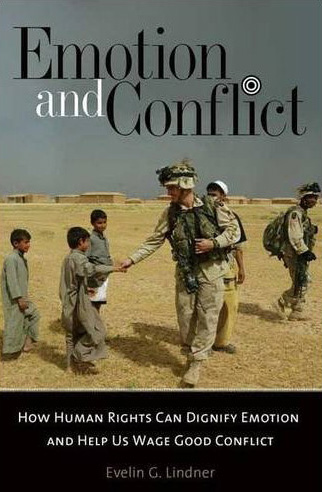 Emotion
and Conflict
HOW HUMAN RIGHTS CAN DIGNIFY EMOTION
AND HELP US WAGE GOOD CONFLICT
Evelin G. Lindner